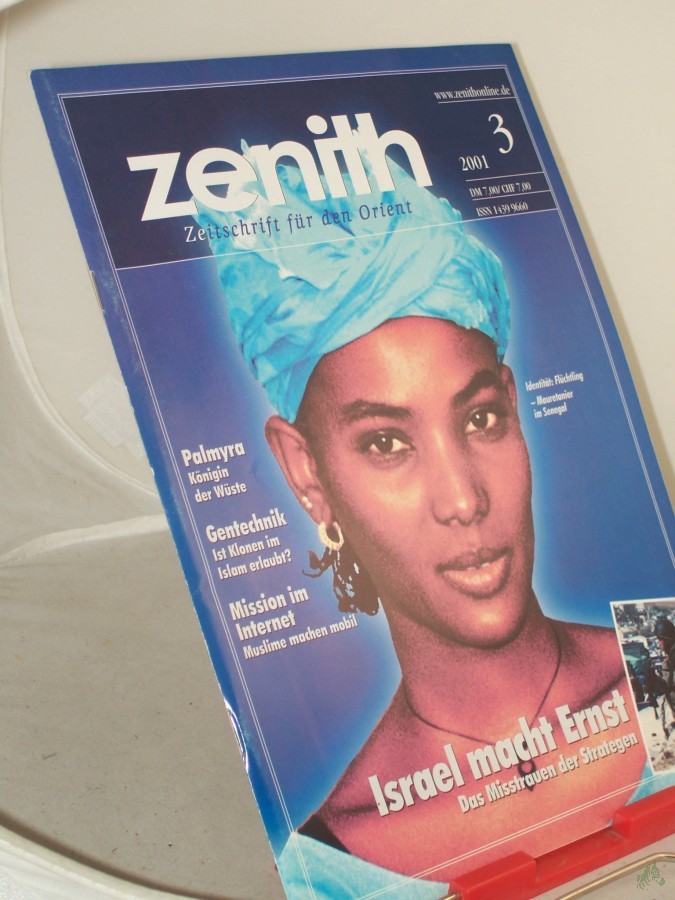 www.zenithonline.de
3
2001
zenith
DM 7,00/ CHF 7,00
ISSN 1439 9660
Zeitschrift für den Orient
Identität: Flüchtling
– Mauretanier
im Senegal
Palmyra
Königin
der Wüste
Gentechnik
Ist Klonen im
Islam erlaubt?
Mission im
Internet
Muslime machen mobil
Israel macht Ernst
Das Misstrauen der Strategen